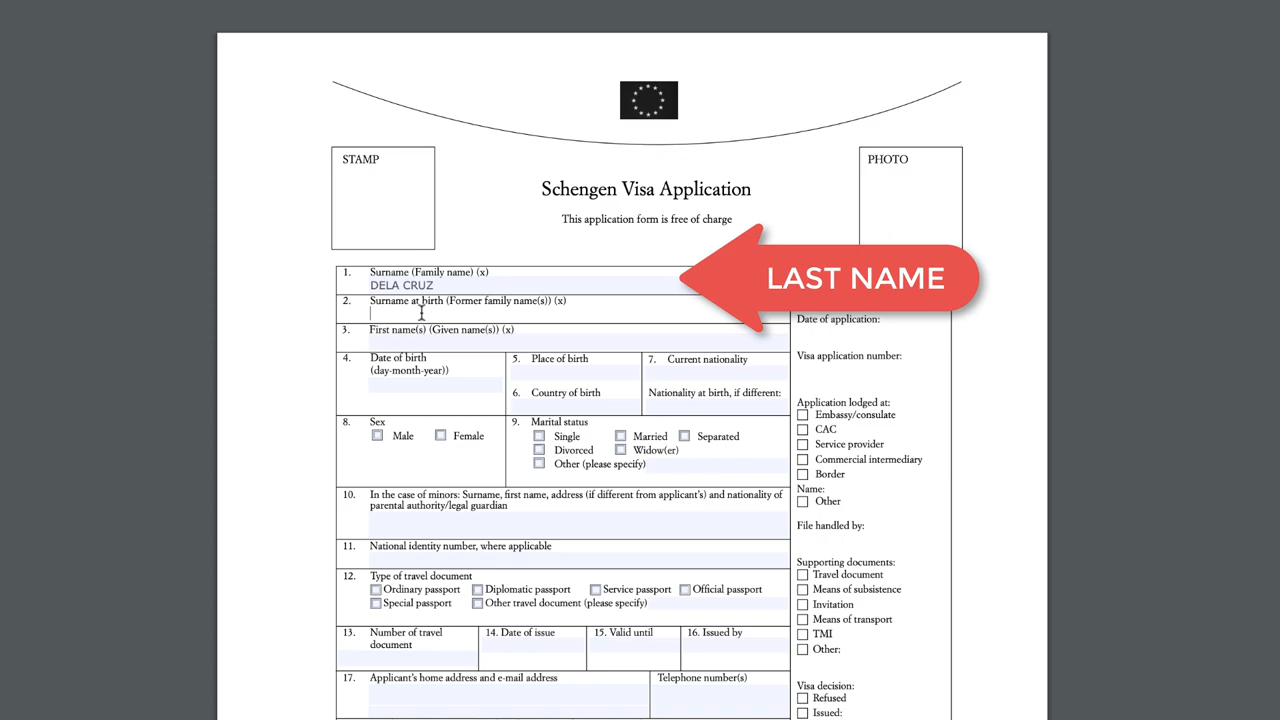 STAMP
PHOTO
Schengen Visa Application
This application form is free of charge
LAST NAME
1. Surname (Family name) (x)
DELA CRUZ
2. Surname at birth (Former family name(s)) (x)
3. First name(s) (Given name(s)) (x)
4. Date of birth
(day-month-year))
5. Place of birth
6. Country of birth
7. Current nationality
Nationality at birth, if different:
8. Sex
Male Female
9. Marital status
Single Married Separated
Divorced Widow(er)
Other (please specify)
10. In the case of minors: Surname, first name, address (if different from applicant's) and nationality of
parental authority/legal guardian
11. National identity number, where applicable
12. Type of travel document
Ordinary passport Diplomatic passport Service passport Official passport
Special passport Other travel document (please specify)
13. Number of travel
document
14. Date of issue
15. Valid until
16. Issued by
17. Applicant's home address and e-mail address
Telephone number(s)
Date of application:
Visa application number:
Application lodged at:
Embassy/consulate
CAC
Service provider
Commercial intermediary
Border
Name:
Other
File handled by:
Supporting documents:
Travel document
Means of subsistence
Invitation
Means of transport
TMI
Other:
Visa decision:
Refused
Issued: